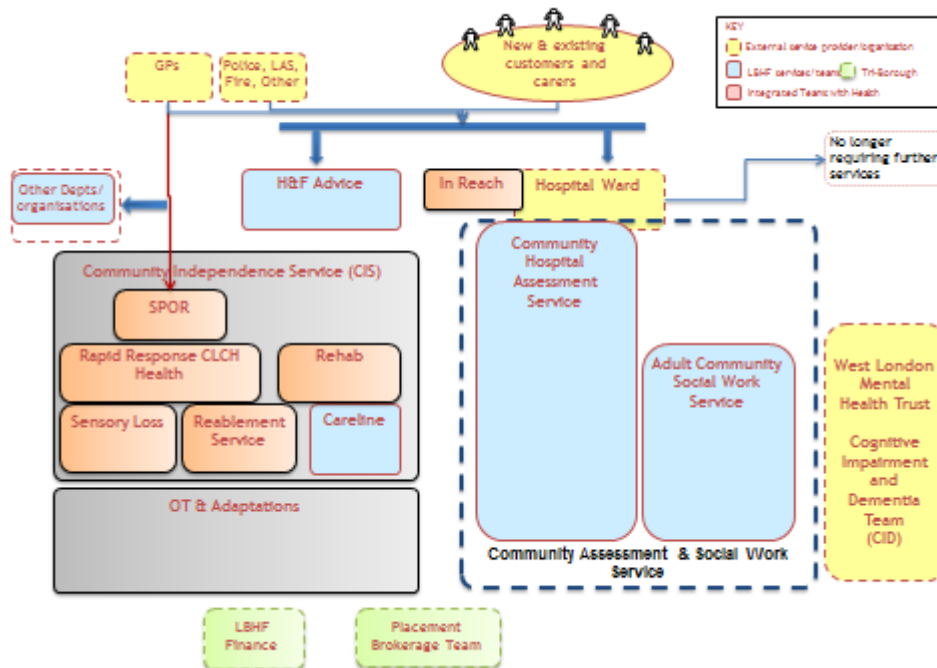 New & existing
customers and
carers
KEY
External service provider/organisation
LBHF services/teams
Tri-Borough
Integrated Teams with Health
GPs
Police, LAS,
Fire, Other
No longer
requiring further
services
Other Depts/
organisations
H&F Advice
In Reach
Hospital Ward
Community Independence Service (CIS)
SPOR
Rapid Response CLCH
Health
Rehab
Sensory Loss
Reablement
Service
Careline
OT & Adaptations
Community
Hospital
Assessment
Service
Adult Community
Social Work
Service
Community Assessment & Social Work
Service
West London
Mental
Health Trust
Cognitive
Impairment
and
Dementia
Team
(CID)
LBHF
Finance
Placement
Brokerage Team